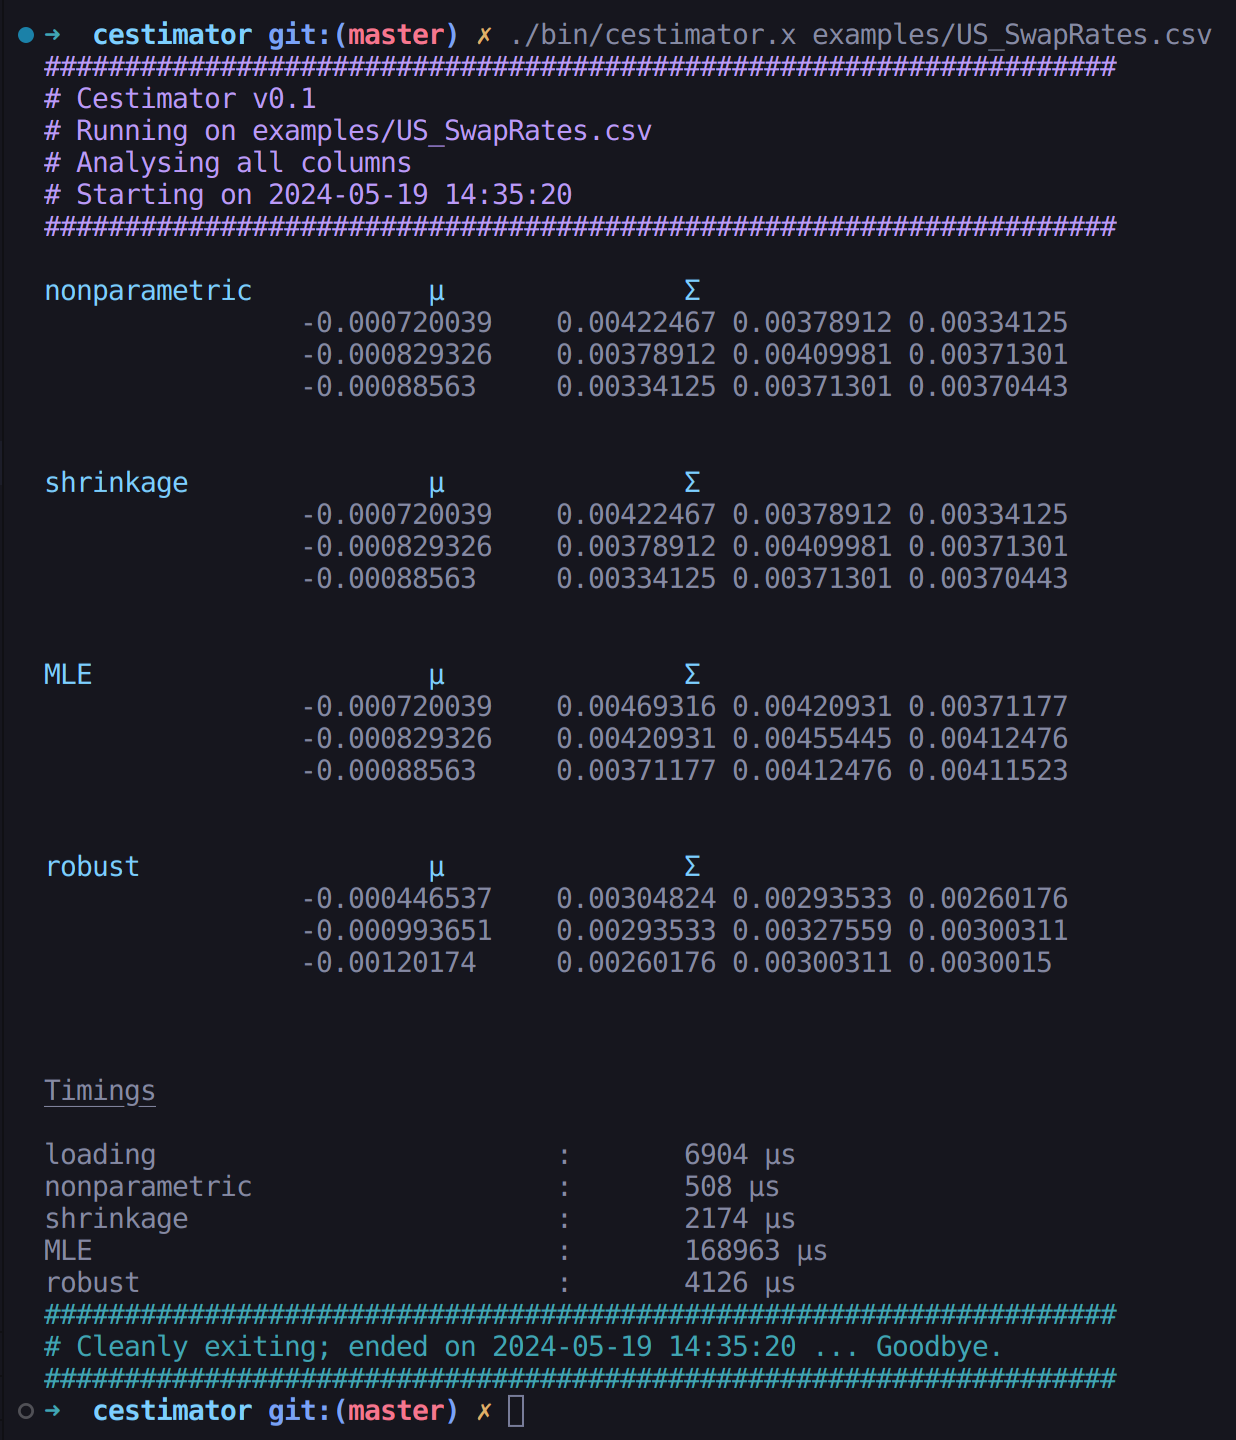 ➜  cestimator git:(master) ✗ ./bin/cestimator.x examples/US_SwapRates.csv
###################################################################
# Cestimator v0.1
# Running on examples/US_SwapRates.csv
# Analysing all columns
# Starting on 2024-05-19 14:35:20
###################################################################
nonparametric           μ               Σ
-0.000720039    0.00422467 0.00378912 0.00334125
-0.000829326    0.00378912 0.00409981 0.00371301
-0.00088563     0.00334125 0.00371301 0.00370443
shrinkage               μ               Σ
-0.000720039    0.00422467 0.00378912 0.00334125
-0.000829326    0.00378912 0.00409981 0.00371301
-0.00088563     0.00334125 0.00371301 0.00370443
MLE                     μ               Σ
-0.000720039    0.00469316 0.00420931 0.00371177
-0.000829326    0.00420931 0.00455445 0.00412476
-0.00088563     0.00371177 0.00412476 0.00411523
robust                  μ               Σ
-0.000446537    0.00304824 0.00293533 0.00260176
-0.000993651    0.00293533 0.00327559 0.00300311
-0.00120174     0.00260176 0.00300311 0.0030015
Timings
loading                         :       6904 μs
nonparametric                   :       508 μs
shrinkage                       :       2174 μs
MLE                             :       168963 μs
robust                          :       4126 μs
###################################################################
# Cleanly exiting; ended on 2024-05-19 14:35:20 ... Goodbye.
###################################################################
➜  cestimator git:(master) ✗